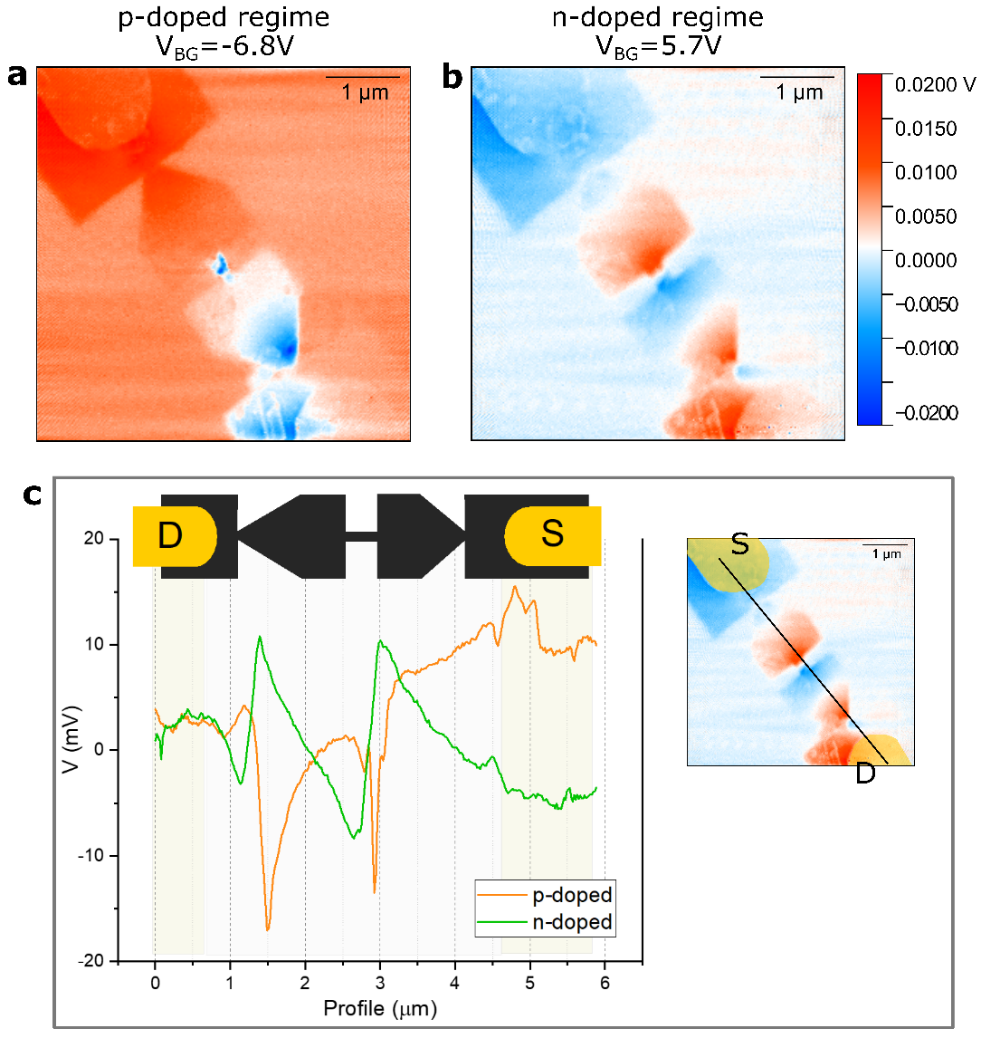 p-doped regime
V_BG=-6.8V
n-doped regime
V_BG=5.7V
a
1 μm
b
1 μm
0.0200 V
0.0150
0.0100
0.0050
0.0000
−0.0050
−0.0100
−0.0200
c
D
S
20
10
0
-10
-20
V (mV)
p-doped
n-doped
0 1 2 3 4 5 6
Profile (μm)
S
1 μm
D